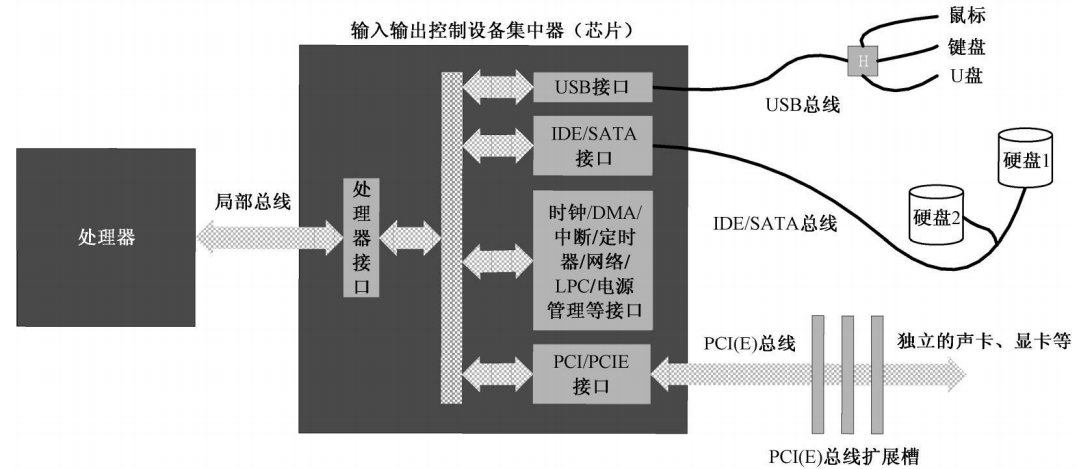 输入输出控制设备集中器（芯片）
处理器
局部总线
处
理
器
接
口
USB接口
IDE/SATA
接口
时钟/DMA/
中断/定时
器/网络/
LPC/电源
管理等接口
PCI/PCIE
接口
USB总线
H
鼠标
键盘
U盘
IDE/SATA总线
硬盘1
硬盘2
PCI(E)总线
独立的声卡、显卡等
PCI(E)总线扩展槽